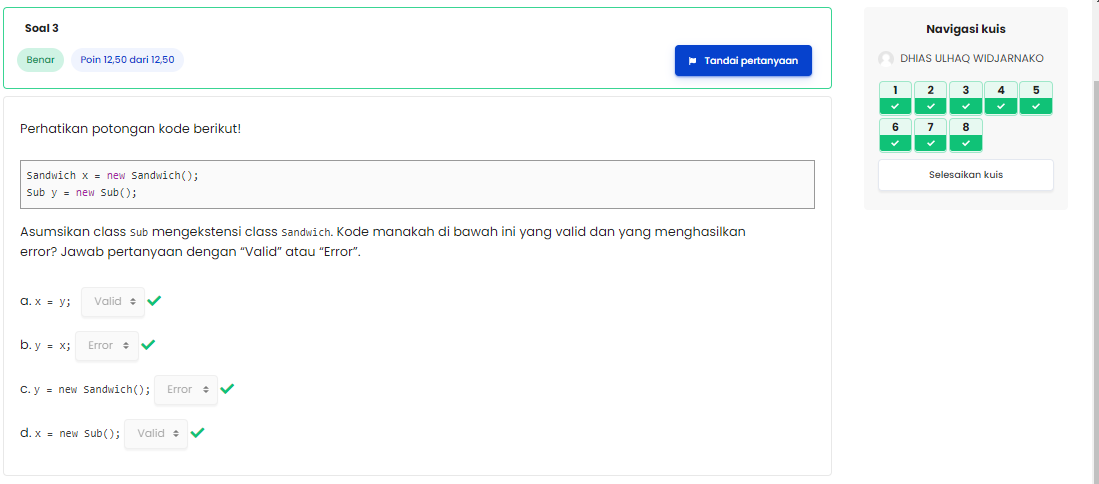 Soal 3
Benar Poin 12,50 dari 12,50 Tandai pertanyaan
Perhatikan potongan kode berikut!
Sandwich x = new Sandwich();
Sub y = new Sub();
Asumsikan class Sub mengekstensi class Sandwich. Kode manakah di bawah ini yang valid dan yang menghasilkan
error? Jawab pertanyaan dengan “Valid” atau “Error”.
a. x = y; Valid
b. y = x; Error
c. y = new Sandwich(); Error
d. x = new Sub(); Valid
Navigasi kuis
DHIAS ULHAQ WIDJARNAKO
1 2 3 4 5
6 7 8
Selesaikan kuis